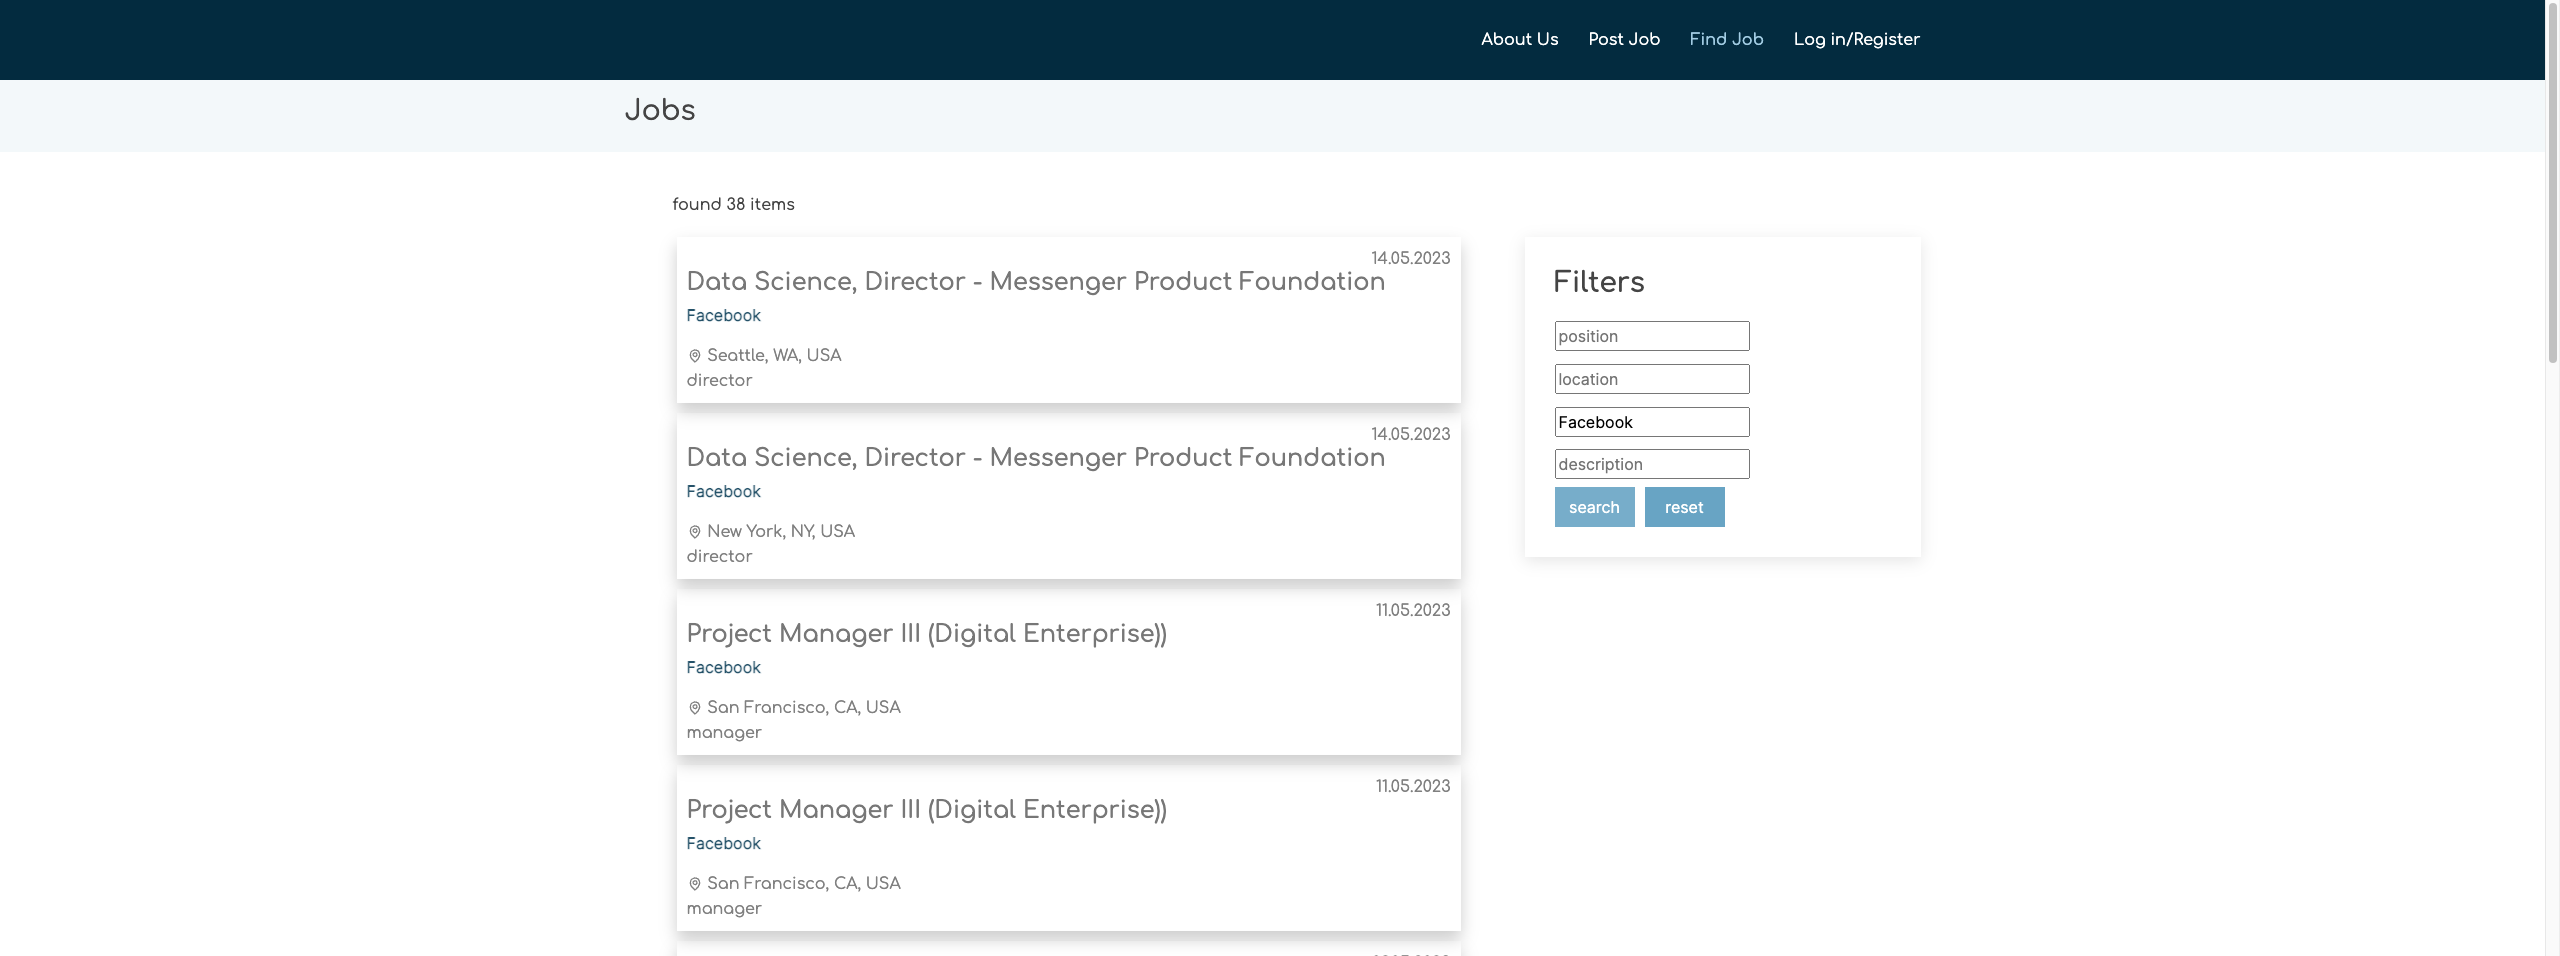 About Us Post Job Find Job Log in/Register
Jobs
found 38 items
14.05.2023
Data Science, Director - Messenger Product Foundation
Facebook
Seattle, WA, USA
director
14.05.2023
Data Science, Director - Messenger Product Foundation
Facebook
New York, NY, USA
director
11.05.2023
Project Manager III (Digital Enterprise))
Facebook
San Francisco, CA, USA
manager
11.05.2023
Project Manager III (Digital Enterprise))
Facebook
San Francisco, CA, USA
manager
Filters
position
location
Facebook
description
search reset